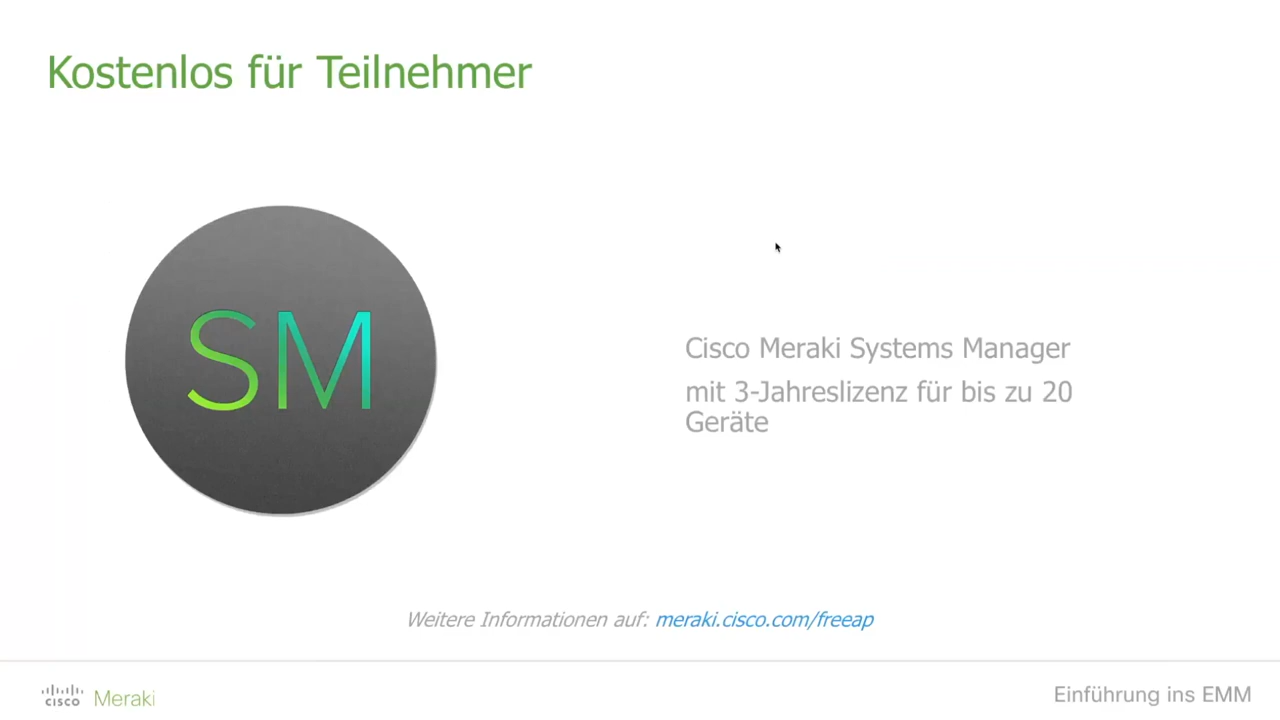 Kostenlos für Teilnehmer
SM
Cisco Meraki Systems Manager
mit 3-Jahreslizenz für bis zu 20
Geräte
Weitere Informationen auf: meraki.cisco.com/freeap
cisco Meraki
Einführung ins EMM